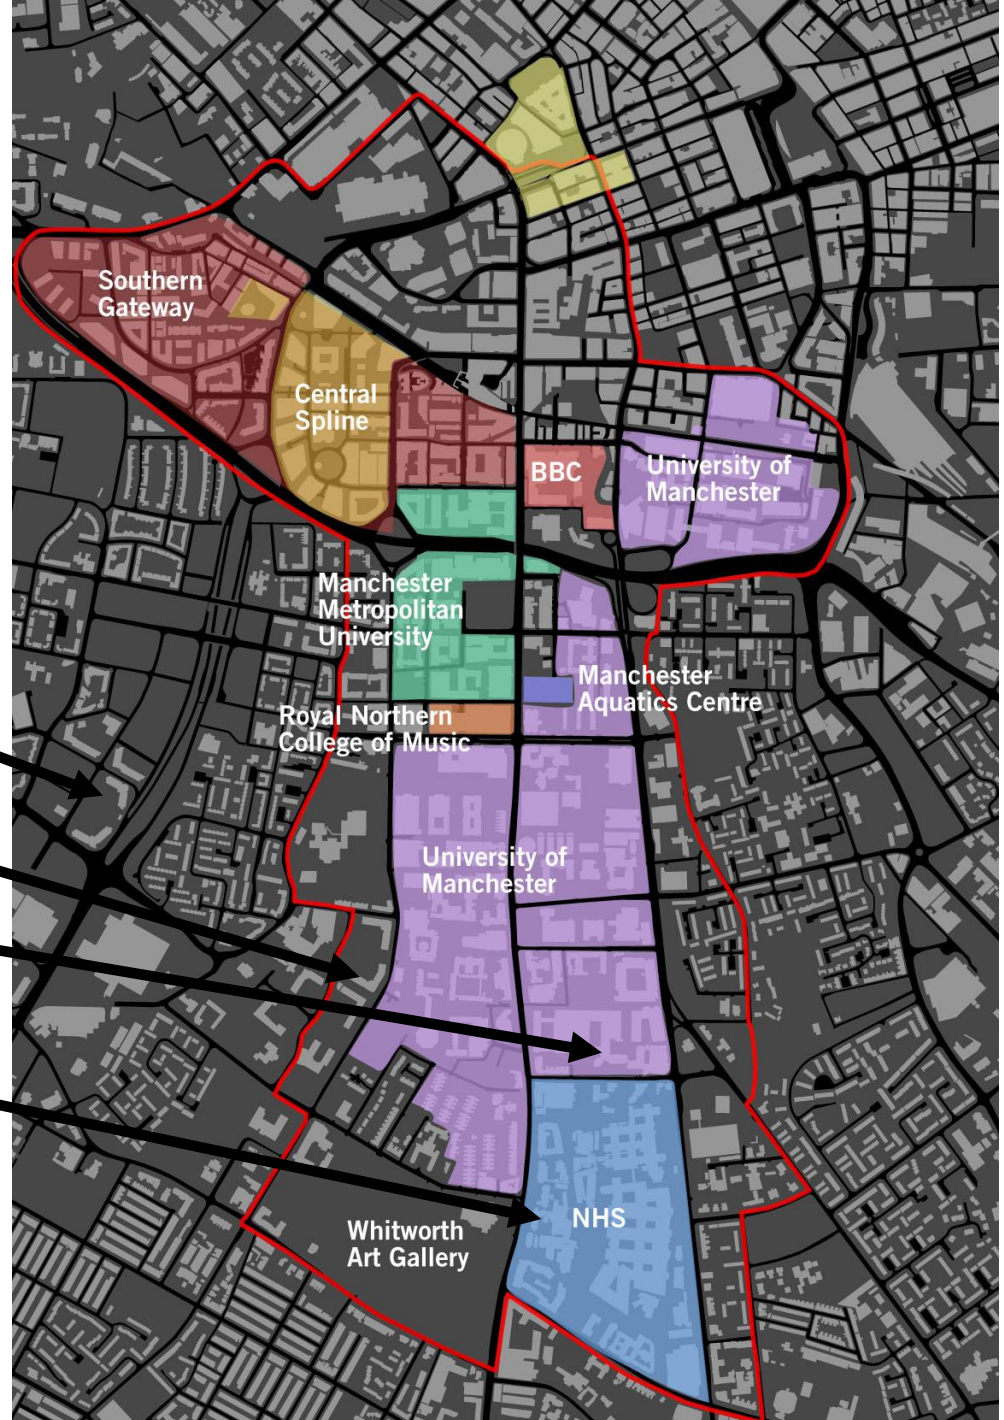 Southern
Gateway
Central
Spline
BBC
University of
Manchester
Manchester
Metropolitan
University
Manchester
Aquatics Centre
Royal Northern
College of Music
University of
Manchester
NHS
Whitworth
Art Gallery